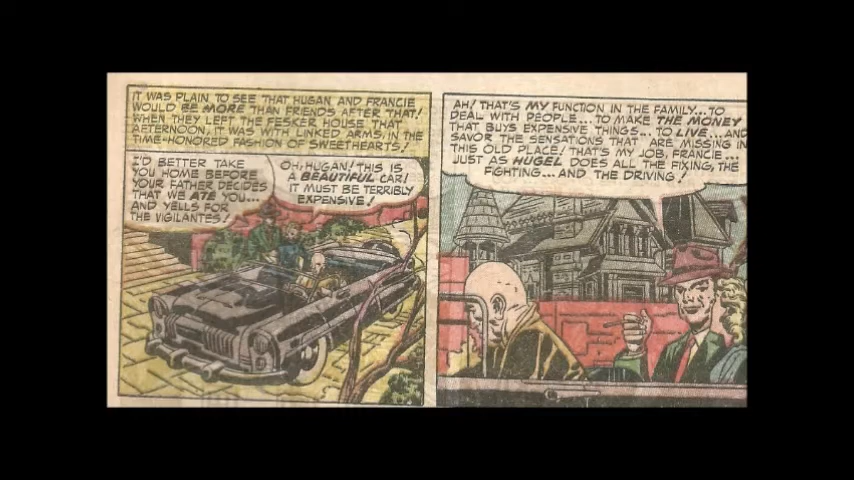 IT WAS PLAIN TO SEE THAT HUGAN AND FRANCIE
WOULD BE MORE THAN FRIENDS AFTER THAT!
WHEN THEY LEFT THE FESKER HOUSE THAT
AFTERNOON, IT WAS WITH LINKED ARMS, IN THE
TIME-HONORED FASHION OF SWEETHEARTS!
I'D BETTER TAKE
YOU HOME BEFORE
YOUR FATHER DECIDES
THAT WE ATE YOU...
AND YELLS FOR
THE VIGILANTES!
OH, HUGAN! THIS IS
A BEAUTIFUL CAR!
IT MUST BE TERRIBLY
EXPENSIVE!
AH! THAT'S MY FUNCTION IN THE FAMILY... TO
DEAL WITH PEOPLE... TO MAKE THE MONEY
THAT BUYS EXPENSIVE THINGS... TO LIVE... AND
SAVOR THE SENSATIONS THAT ARE MISSING IN
THIS OLD PLACE! THAT'S MY JOB, FRANCIE...
JUST AS HUGEL DOES ALL THE FIXING, THE
FIGHTING... AND THE DRIVING!